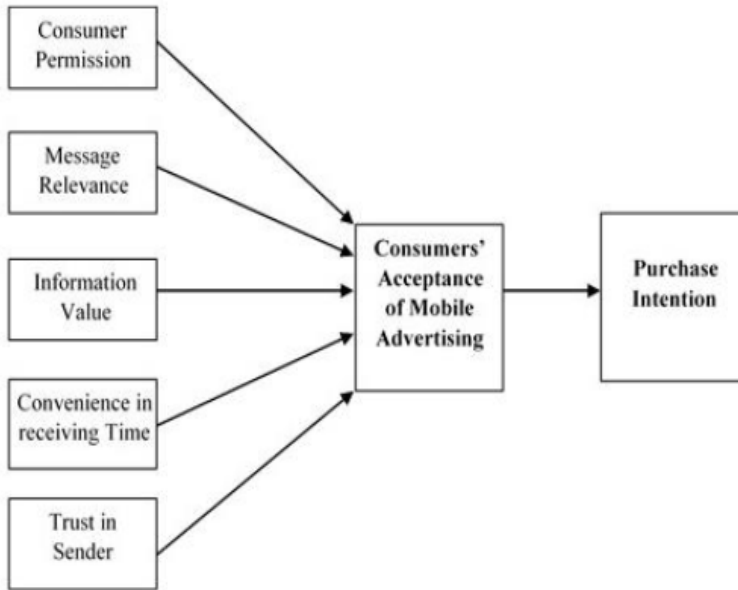 Consumer
Permission
Message
Relevance
Information
Value
Convenience in
receiving Time
Trust in
Sender
Consumers’
Acceptance
of Mobile
Advertising
Purchase
Intention